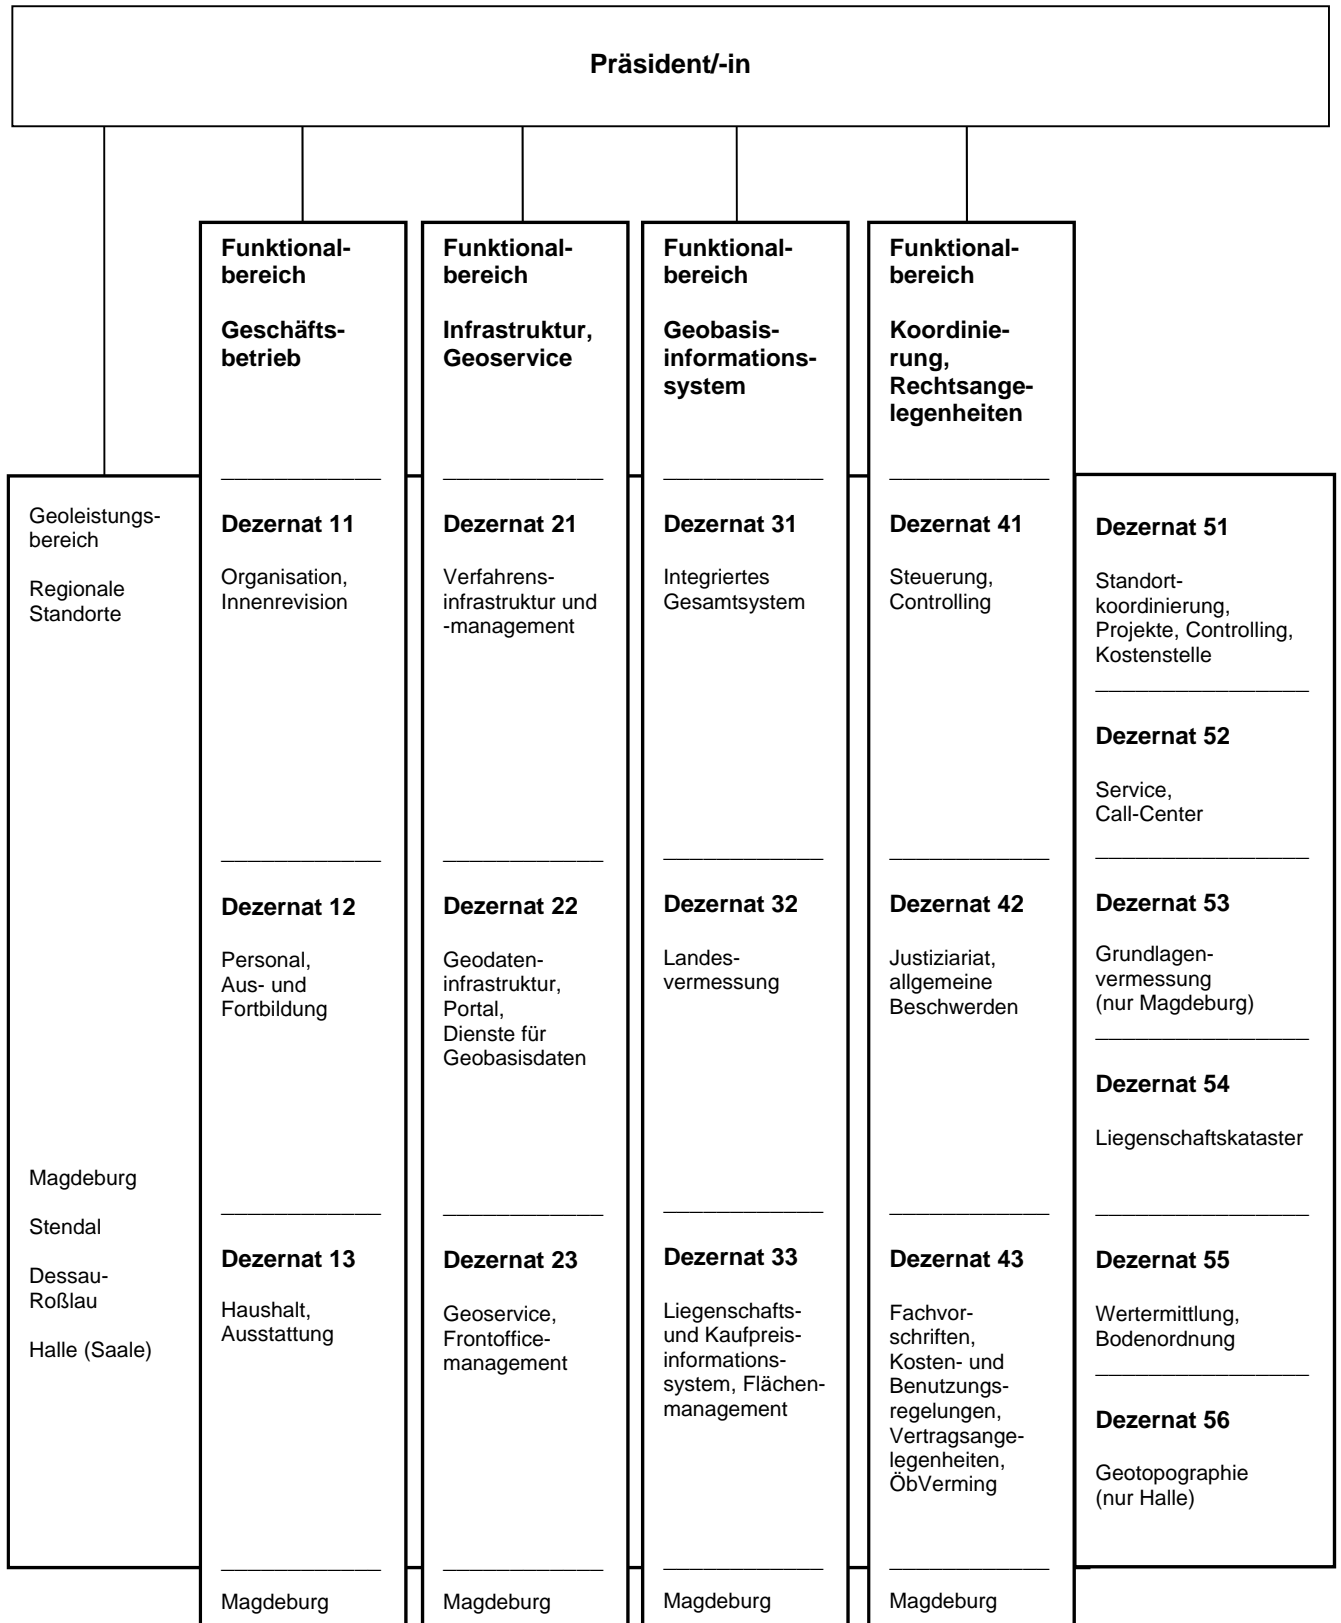 Präsident/-in
Funktional-
bereich
Geschäfts-
betrieb
Funktional-
bereich
Infrastruktur,
Geoservice
Funktional-
bereich
Geobasis-
informations-
system
Funktional-
bereich
Koordinie-
rung,
Rechtsange-
legenheiten
Geoleistungs-
bereich
Regionale
Standorte
Magdeburg
Stendal
Dessau-
Roßlau
Halle (Saale)
Dezernat 11
Organisation,
Innenrevision
Dezernat 12
Personal,
Aus- und
Fortbildung
Dezernat 13
Haushalt,
Ausstattung
Magdeburg
Dezernat 21
Verfahrens-
infrastruktur und
-management
Dezernat 22
Geodaten-
infrastruktur,
Portal,
Dienste für
Geobasisdaten
Dezernat 23
Geoservice,
Frontoffice-
management
Magdeburg
Dezernat 31
Integriertes
Gesamtsystem
Dezernat 32
Landes-
vermessung
Dezernat 33
Liegenschafts-
und Kaufpreis-
informations-
system, Flächen-
management
Magdeburg
Dezernat 41
Steuerung,
Controlling
Dezernat 42
Justiziariat,
allgemeine
Beschwerden
Dezernat 43
Fachvor-
schriften,
Kosten- und
Benutzungs-
regelungen,
Vertragsange-
legenheiten,
ÖbVermIng
Magdeburg
Dezernat 51
Standort-
koordinierung,
Projekte, Controlling,
Kostenstelle
Dezernat 52
Service,
Call-Center
Dezernat 53
Grundlagen-
vermessung
(nur Magdeburg)
Dezernat 54
Liegenschaftskataster
Dezernat 55
Wertermittlung,
Bodenordnung
Dezernat 56
Geotopographie
(nur Halle)